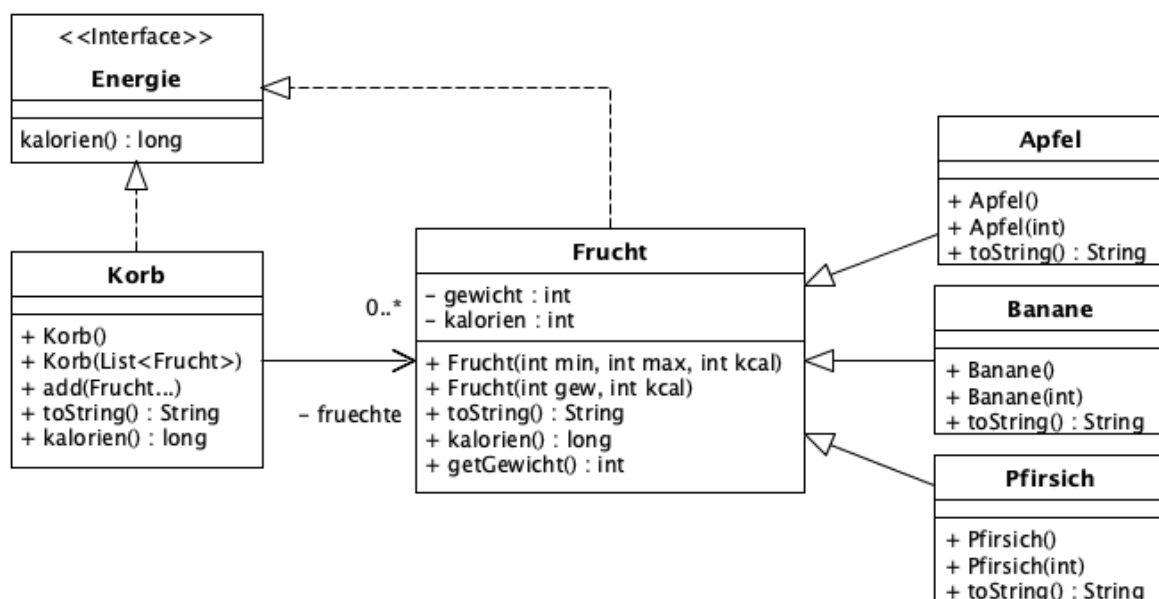 <<Interface>>
Energie
kalorien() : long
Korb
+ Korb()
+ Korb(List<Frucht>)
+ add(Frucht...)
+ toString() : String
+ kalorien() : long
0..*
– fruechte
Frucht
– gewicht : int
– kalorien : int
+ Frucht(int min, int max, int kcal)
+ Frucht(int gew, int kcal)
+ toString() : String
+ kalorien() : long
+ getGewicht() : int
Apfel
+ Apfel()
+ Apfel(int)
+ toString() : String
Banane
+ Banane()
+ Banane(int)
+ toString() : String
Pfirsich
+ Pfirsich()
+ Pfirsich(int)
+ toString() : String